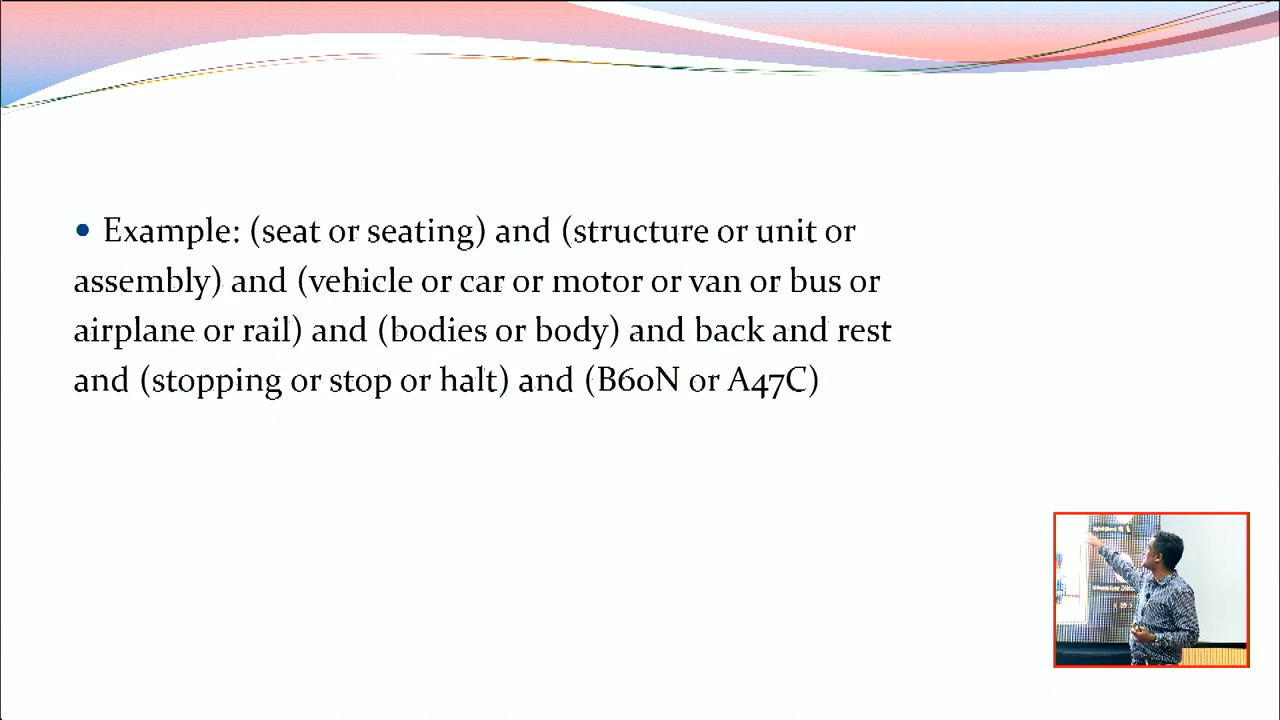 • Example: (seat or seating) and (structure or unit or
assembly) and (vehicle or car or motor or van or bus or
airplane or rail) and (bodies or body) and back and rest
and (stopping or stop or halt) and (B60N or A47C)